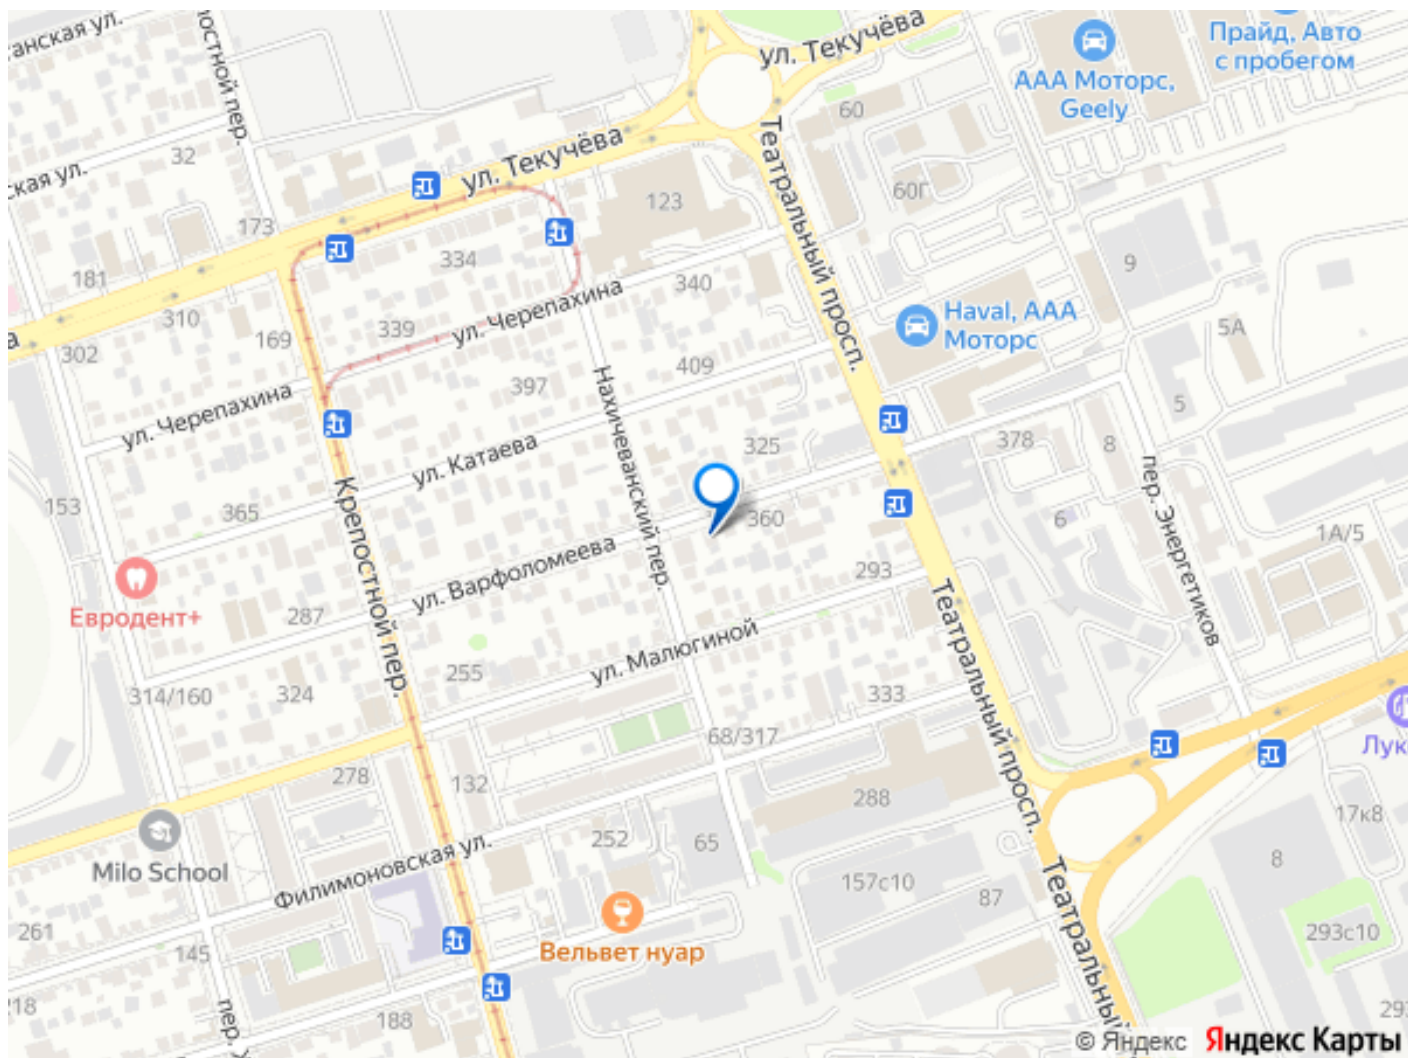 ул. Текучёва
Прайд, Авто
с пробегом
ААА Моторс,
Geely
60
32
ул. Текучёва
Театральный просп.
60Г
123
173
334
9
181
340
310
339
ул. Черепахина
169
Haval, ААА
Моторс
5А
302
397
409
Нахичеванский пер.
ул. Черепахина
5
325
378
8
ул. Катаева
153
365
Крепостной пер.
пер. Энергетиков
360
6
1А/5
ул. Варфоломеева
293
Евродент+
287
Театральный просп.
ул. Малюгиной
255
314/160
324
333
68/317
278
132
288
17к8
252
65
Milo School
Филимоновская ул.
157с10
87
8
Театральный
261
145
Вельвет нуар
293с10
188
© Яндекс
Яндекс Карты